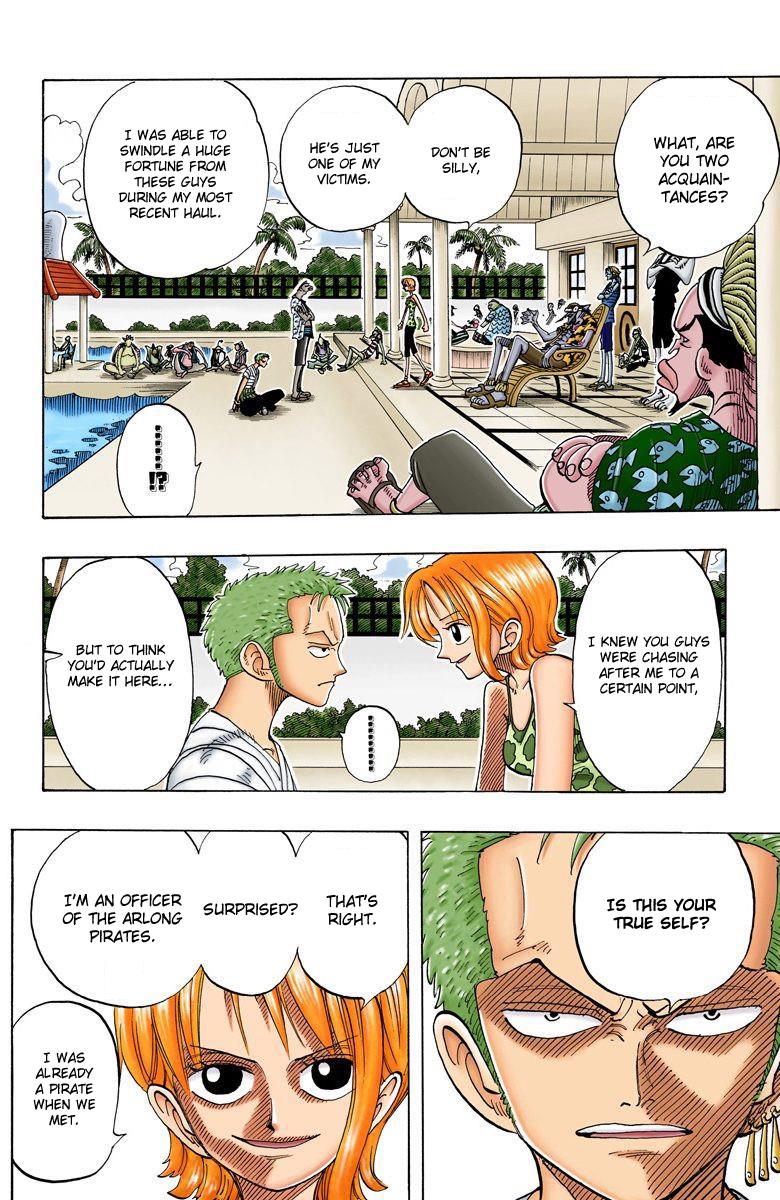 WHAT, ARE
YOU TWO
ACQUAIN-
TANCES?
DON'T BE
SILLY,
HE'S JUST
ONE OF MY
VICTIMS.
I WAS ABLE TO
SWINDLE A HUGE
FORTUNE FROM
THESE GUYS
DURING MY MOST
RECENT HAUL.
......!?
I KNEW YOU GUYS
WERE CHASING
AFTER ME TO A
CERTAIN POINT,
BUT TO THINK
YOU'D ACTUALLY
MAKE IT HERE...
.........
IS THIS YOUR
TRUE SELF?
THAT'S
RIGHT.
SURPRISED?
I'M AN OFFICER
OF THE ARLONG
PIRATES.
I WAS
ALREADY
A PIRATE
WHEN WE
MET.